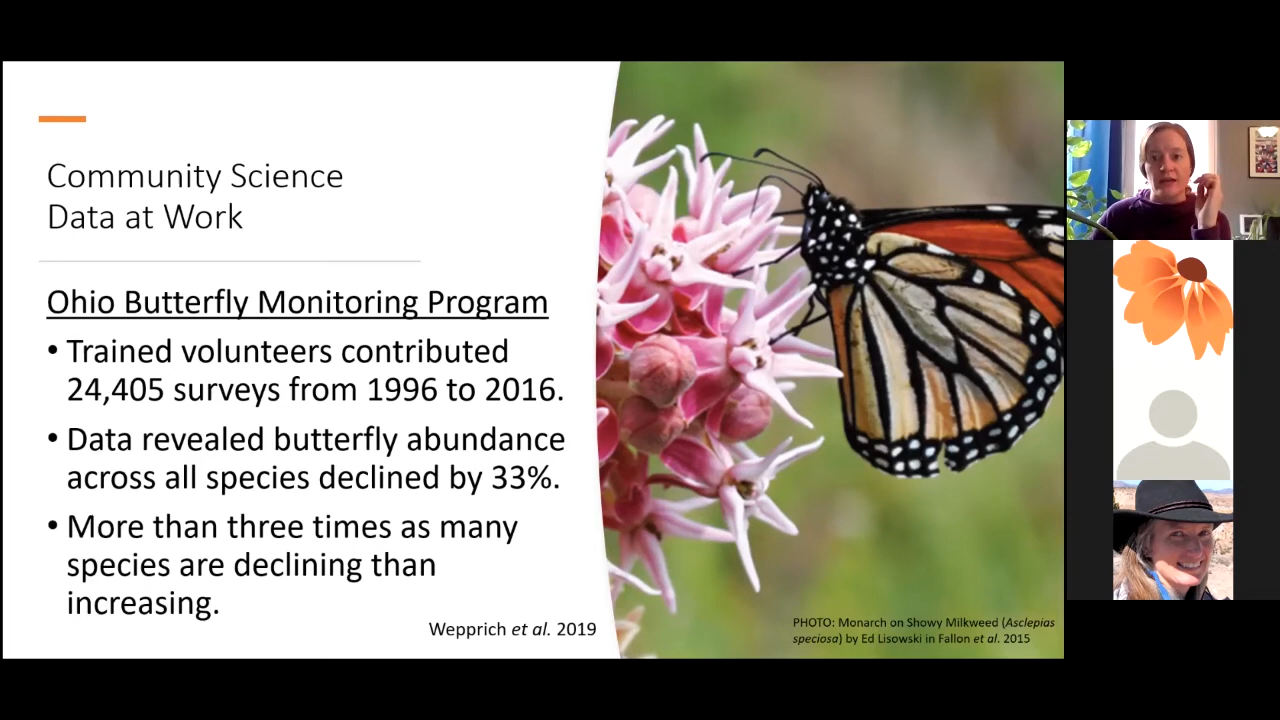 Community Science
Data at Work
Ohio Butterfly Monitoring Program
• Trained volunteers contributed
24,405 surveys from 1996 to 2016.
• Data revealed butterfly abundance
across all species declined by 33%.
• More than three times as many
species are declining than
increasing.
Wepprich et al. 2019
PHOTO: Monarch on Showy Milkweed (Asclepias
speciosa) by Ed Lisowski in Fallon et al. 2015